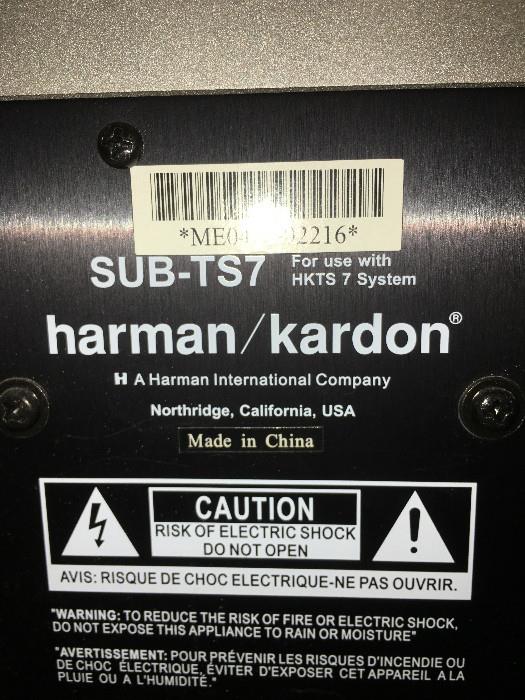 SUB-TS7
For use with
HKTS 7 System
harman/kardon®
H A Harman International Company
Northridge, California, USA
Made in China
CAUTION
RISK OF ELECTRIC SHOCK
DO NOT OPEN
AVIS: RISQUE DE CHOC ELECTRIQUE-NE PAS OUVRIR.
"WARNING: TO REDUCE THE RISK OF FIRE OR ELECTRIC SHOCK,
DO NOT EXPOSE THIS APPLIANCE TO RAIN OR MOISTURE"
"AVERTISSEMENT: POUR PRÉVENIR LES RISQUES D'INCENDIE OU
DE CHOC ÉLECTRIQUE, ÉVITER D'EXPOSER CET APPAREIL A LA
PLUIE OU A L'HUMIDITÉ."